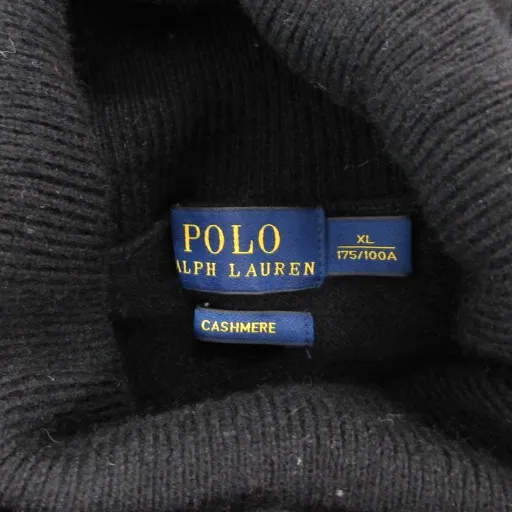 POLO
RALPH LAUREN
XL
175/100A
CASHMERE